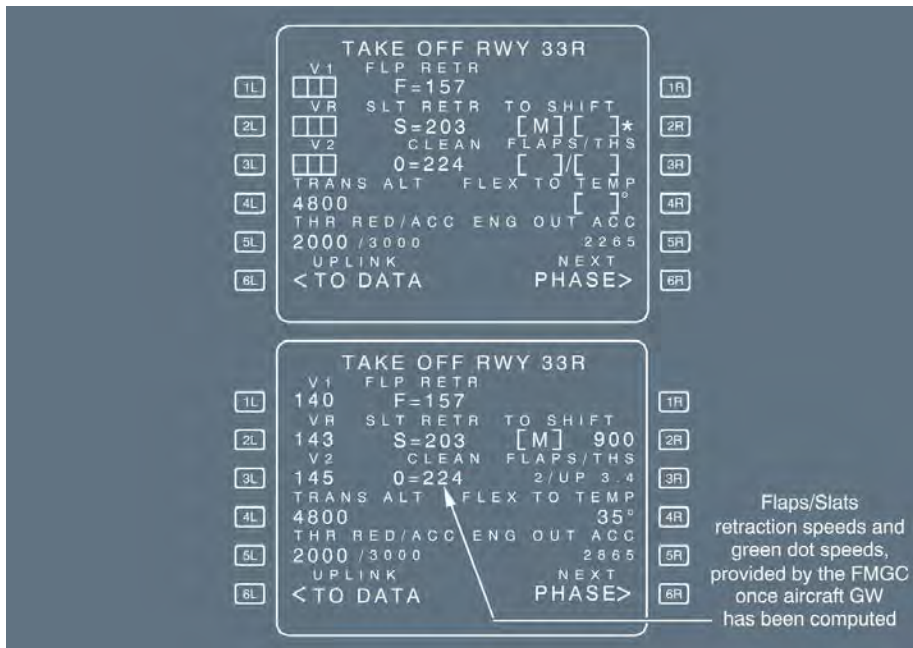 TAKE OFF RWY 33R
V1 FLP RETR
1L F=157 1R
VR SLT RETR TO SHIFT
2L S=203 [M][ ]* 2R
V2 CLEAN FLAPS/THS
3L 0=224 [ ]/[ ] 3R
TRANS ALT FLEX TO TEMP
4L 4800 [ ]° 4R
THR RED/ACC ENG OUT ACC
5L 2000/3000 2265 5R
UPLINK NEXT
6L <TO DATA PHASE> 6R
TAKE OFF RWY 33R
V1 FLP RETR
1L 140 F=157 1R
VR SLT RETR TO SHIFT
2L 143 S=203 [M] 900 2R
V2 CLEAN FLAPS/THS
3L 145 0=224 2/UP 3.4 3R
TRANS ALT FLEX TO TEMP
4L 4800 35° 4R
THR RED/ACC ENG OUT ACC
5L 2000/3000 2865 5R
UPLINK NEXT
6L <TO DATA PHASE> 6R
Flaps/Slats
retraction speeds and
green dot speeds,
provided by the FMGC
once aircraft GW
has been computed